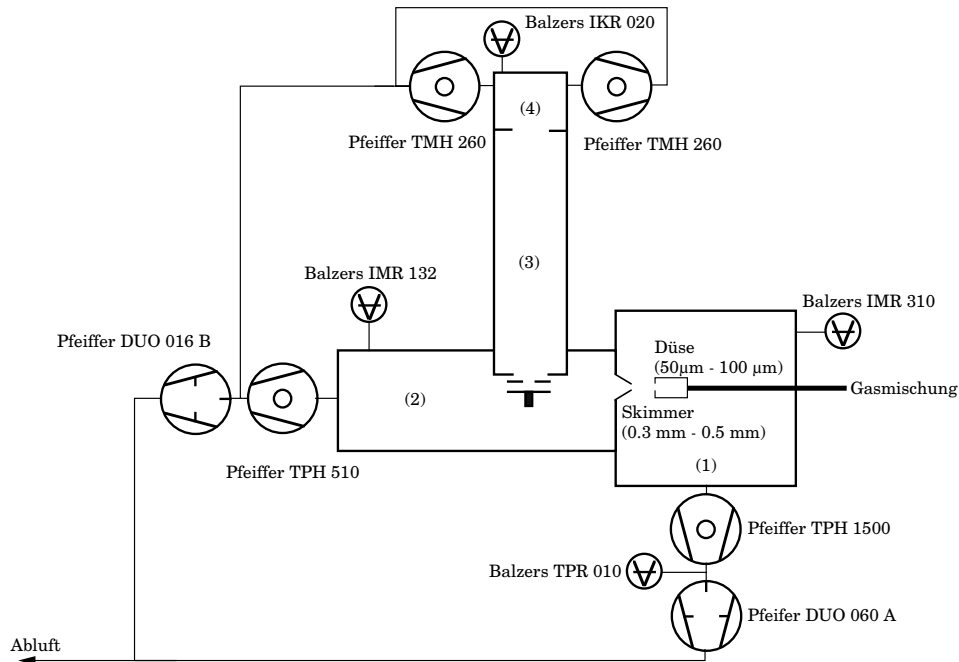 Balzers IKR 020
(4)
Pfeiffer TMH 260
Pfeiffer TMH 260
(3)
Balzers IMR 132
Balzers IMR 310
Pfeiffer DUO 016 B
Düse
(50µm - 100 µm)
Gasmischung
(2)
Skimmer
(0.3 mm - 0.5 mm)
(1)
Pfeiffer TPH 510
Pfeiffer TPH 1500
Balzers TPR 010
Pfeifer DUO 060 A
Abluft